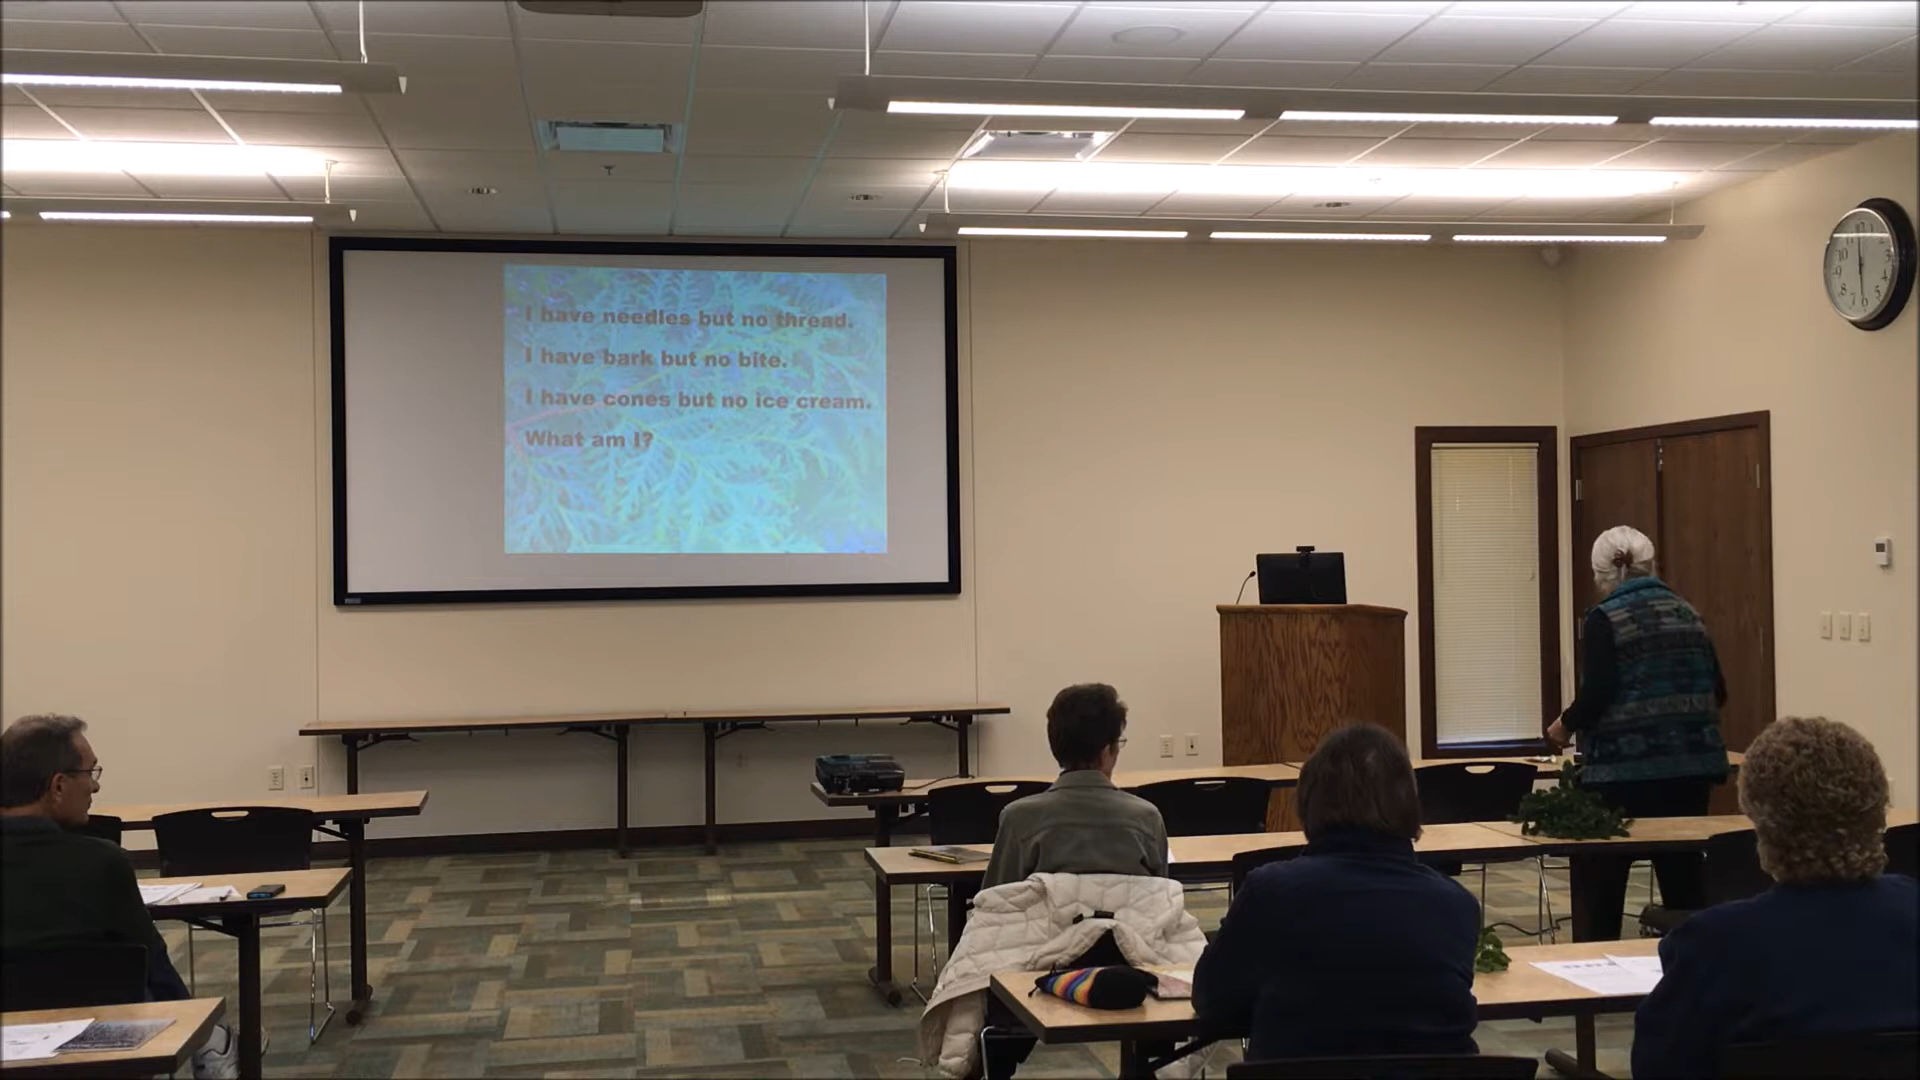 I have needles but no thread.
I have bark but no bite.
I have cones but no ice cream.
What am I?